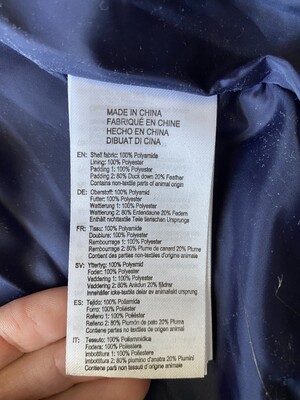 MADE IN CHINA
FABRIQUÉ EN CHINE
HECHO EN CHINA
DIBUAT DI CINA
EN: Shell fabric: 100% Polyamide
Lining: 100% Polyester
Padding 1: 100% Polyester
Padding 2: 80% Duck down 20% Feather
Contains non-textile parts of animal origin
DE: Oberstoff: 100% Polyamid
Futter: 100% Polyester
Wattierung 1: 100% Polyester
Wattierung 2: 80% Entendaune 20% Federn
Enthält nichttextile Teile tierischen Ursprungs
FR: Tissu: 100% Polyamide
Doublure: 100% Polyester
Rembourrage 1: 100% Polyester
Rembourrage 2: 80% Plume de canard 20% Plume
Contient des parties non textiles d'origine animale
SV: Yttertyg: 100% Polyamid
Foder: 100% Polyester
Vaddering 1: 100% Polyester
Vaddering 2: 80% Ankdun 20% fjädrar
Innehåller icke-textila delar av animaliskt ursprung
ES: Tejido: 100% Poliamida
Forro: 100% Poliéster
Relleno 1: 100% Poliéster
Relleno 2: 80% Plumón de pato 20% Plume
Contiene partes no textiles de origen animal
IT: Tessuto: 100% Poliammidica
Fodera: 100% Poliestere
Imbottitura 1: 100% Poliestere
Imbottitura 2: 80% piumino d'anatra 20% Piume
Contiene parti non tessuti di origine animale